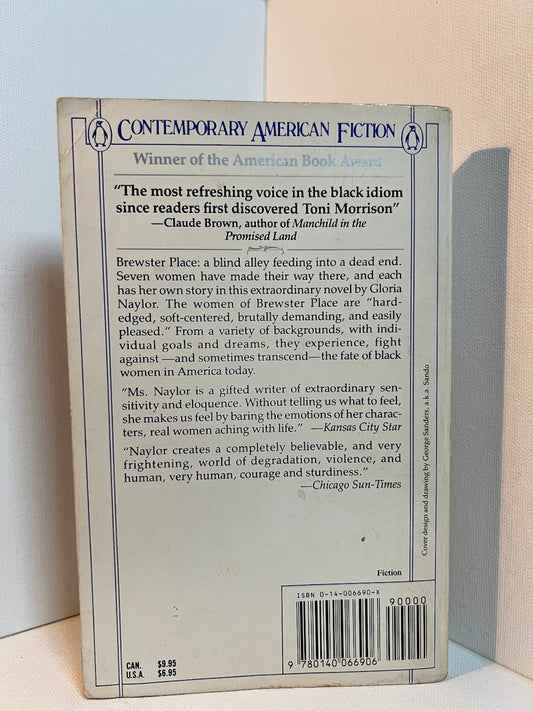 CONTEMPORARY AMERICAN FICTION
Winner of the American Book Award
“The most refreshing voice in the black idiom
since readers first discovered Toni Morrison”
—Claude Brown, author of Manchild in the
Promised Land
Brewster Place: a blind alley feeding into a dead end.
Seven women have made their way there, and each
has her own story in this extraordinary novel by Gloria
Naylor. The women of Brewster Place are “hard-
edged, soft-centered, brutally demanding, and easily
pleased.” From a variety of backgrounds, with indi-
vidual goals and dreams, they experience, fight
against—and sometimes transcend—the fate of black
women in America today.
“Ms. Naylor is a gifted writer of extraordinary sen-
sitivity and eloquence. Without telling us what to feel,
she makes us feel by baring the emotions of her charac-
ters, real women aching with life.” —Kansas City Star
“Naylor creates a completely believable, and very
frightening, world of degradation, violence, and
human, very human, courage and sturdiness.”
—Chicago Sun-Times
Cover design and drawing by George Sanders, a.k.a. Sando
Fiction
ISBN 0-14-006690-X
90000
9 780140 066906
CAN. $9.95
U.S.A. $6.95